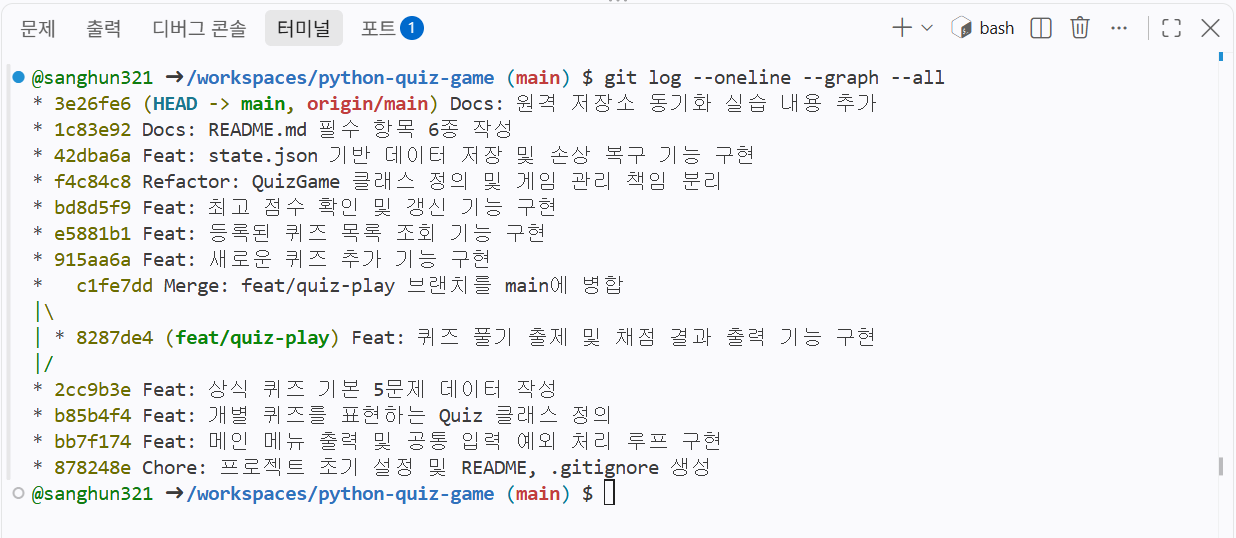 문제 출력 디버그 콘솔 터미널 포트 1 bash
@sanghun321 ➜/workspaces/python-quiz-game (main) $ git log --oneline --graph --all
* 3e26fe6 (HEAD -> main, origin/main) Docs: 원격 저장소 동기화 실습 내용 추가
* 1c83e92 Docs: README.md 필수 항목 6종 작성
* 42dba6a Feat: state.json 기반 데이터 저장 및 손상 복구 기능 구현
* f4c84c8 Refactor: QuizGame 클래스 정의 및 게임 관리 책임 분리
* bd8d5f9 Feat: 최고 점수 확인 및 갱신 기능 구현
* e5881b1 Feat: 등록된 퀴즈 목록 조회 기능 구현
* 915aa6a Feat: 새로운 퀴즈 추가 기능 구현
*   c1fe7dd Merge: feat/quiz-play 브랜치를 main에 병합
|\
| * 8287de4 (feat/quiz-play) Feat: 퀴즈 풀기 출제 및 채점 결과 출력 기능 구현
|/
* 2cc9b3e Feat: 상식 퀴즈 기본 5문제 데이터 작성
* b85b4f4 Feat: 개별 퀴즈를 표현하는 Quiz 클래스 정의
* bb7f174 Feat: 메인 메뉴 출력 및 공통 입력 예외 처리 루프 구현
* 878248e Chore: 프로젝트 초기 설정 및 README, .gitignore 생성
@sanghun321 ➜/workspaces/python-quiz-game (main) $